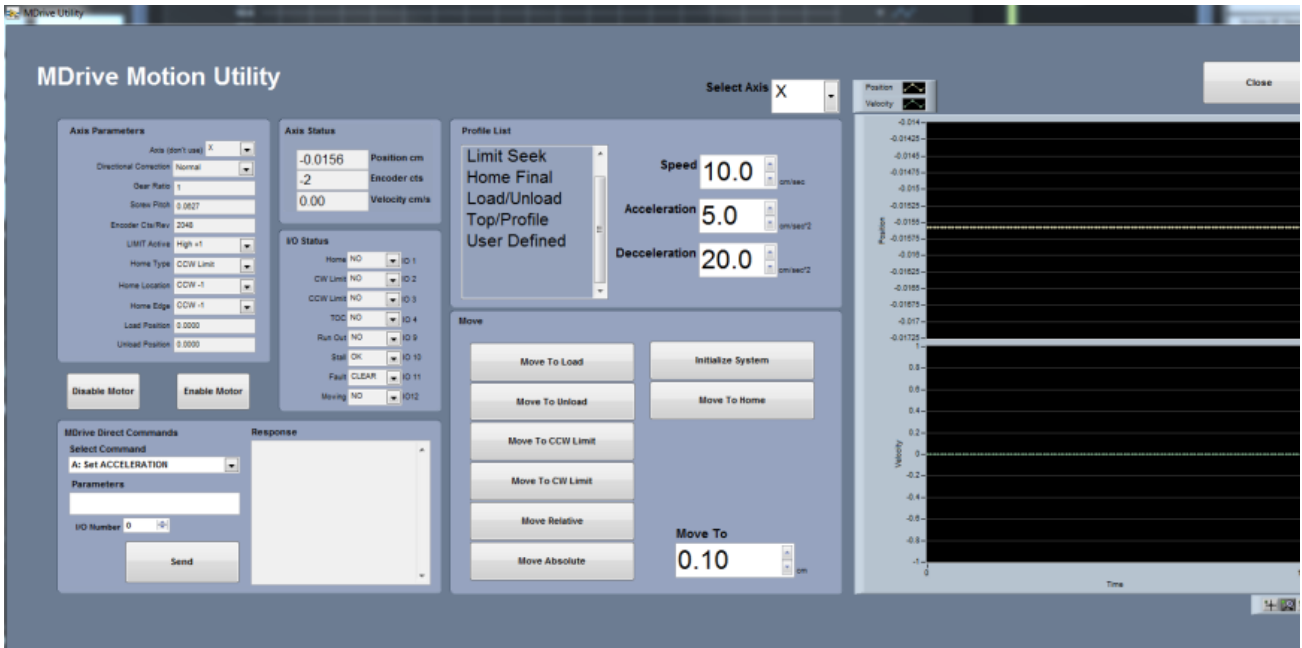 MDrive Utility
MDrive Motion Utility
Select Axis X
Close
Position
Velocity
Axis Parameters
Axis (don't use) X
Directional Correction Normal
Gear Ratio 1
Screw Pitch 0.0627
Encoder Cts/Rev 2048
LIMIT Active High +1
Home Type CCW Limit
Home Location CCW -1
Home Edge CCW -1
Load Position 0.0000
Unload Position 0.0000
Disable Motor
Enable Motor
Axis Status
-0.0156 Position cm
-2 Encoder cts
0.00 Velocity cm/s
I/O Status
Home NO IO 1
CW Limit NO IO 2
CCW Limit NO IO 3
TOC NO IO 4
Run Out NO IO 9
Stall OK IO 10
Fault CLEAR IO 11
Moving NO IO12
Profile List
Limit Seek
Home Final
Load/Unload
Top/Profile
User Defined
Speed 10.0 cm/sec
Acceleration 5.0 cm/sec^2
Decceleration 20.0 cm/sec^2
MDrive Direct Commands
Select Command
A: Set ACCELERATION
Parameters
I/O Number 0
Send
Response
Move
Move To Load
Move To Unload
Move To CCW Limit
Move To CW Limit
Move Relative
Move Absolute
Initialize System
Move To Home
Move To
0.10 cm
Position
-0.014
-0.01425
-0.0145
-0.01475
-0.015
-0.01525
-0.0155
-0.01575
-0.016
-0.01625
-0.0165
-0.01675
-0.017
-0.01725
Velocity
1
0.8
0.6
0.4
0.2
0
-0.2
-0.4
-0.6
-0.8
-1
0
Time